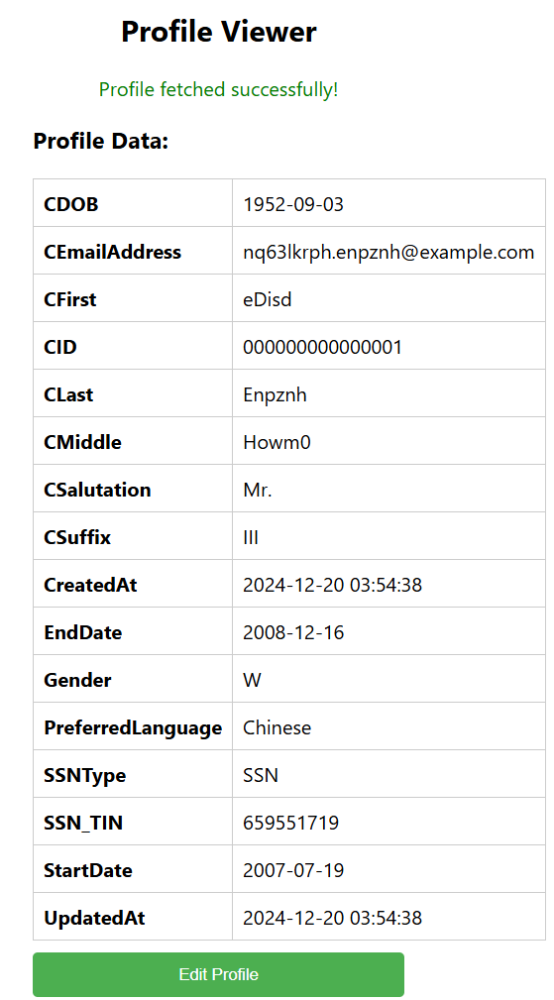 Profile Viewer
Profile fetched successfully!
Profile Data:
CDOB 1952-09-03
CEmailAddress nq63lkrph.enpznh@example.com
CFirst eDisd
CID 000000000000001
CLast Enpznh
CMiddle Howm0
CSalutation Mr.
CSuffix III
CreatedAt 2024-12-20 03:54:38
EndDate 2008-12-16
Gender W
PreferredLanguage Chinese
SSNType SSN
SSN_TIN 659551719
StartDate 2007-07-19
UpdatedAt 2024-12-20 03:54:38
Edit Profile